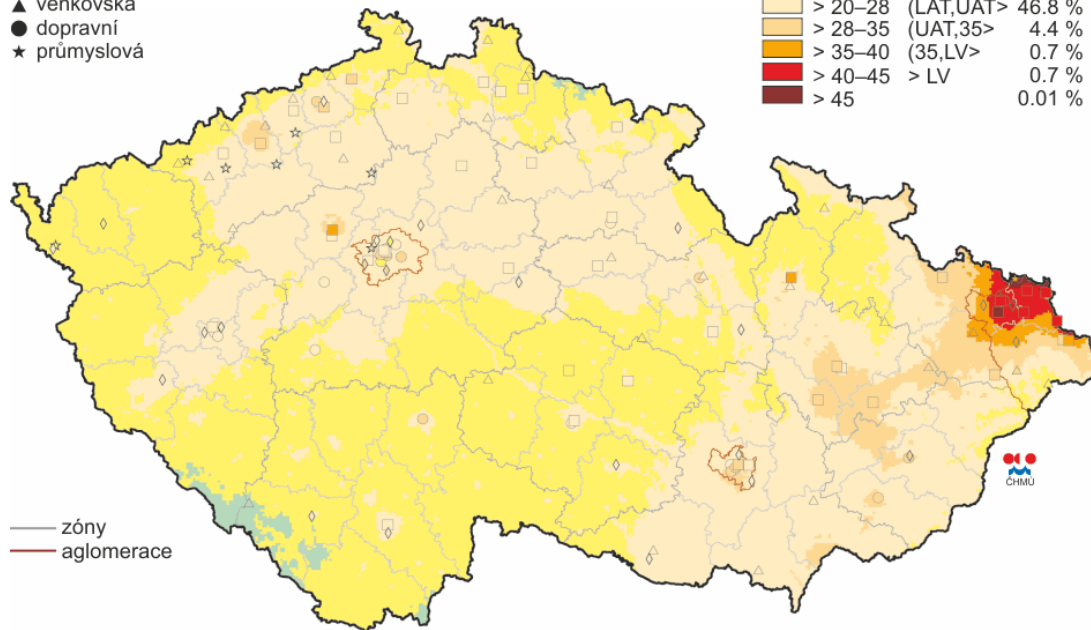 venkovská
dopravní
průmyslová
> 20–28 (LAT,UAT> 46.8 %
> 28–35 (UAT,35> 4.4 %
> 35–40 (35,LV> 0.7 %
> 40–45 > LV 0.7 %
> 45 0.01 %
ČHMÚ
zóny
aglomerace